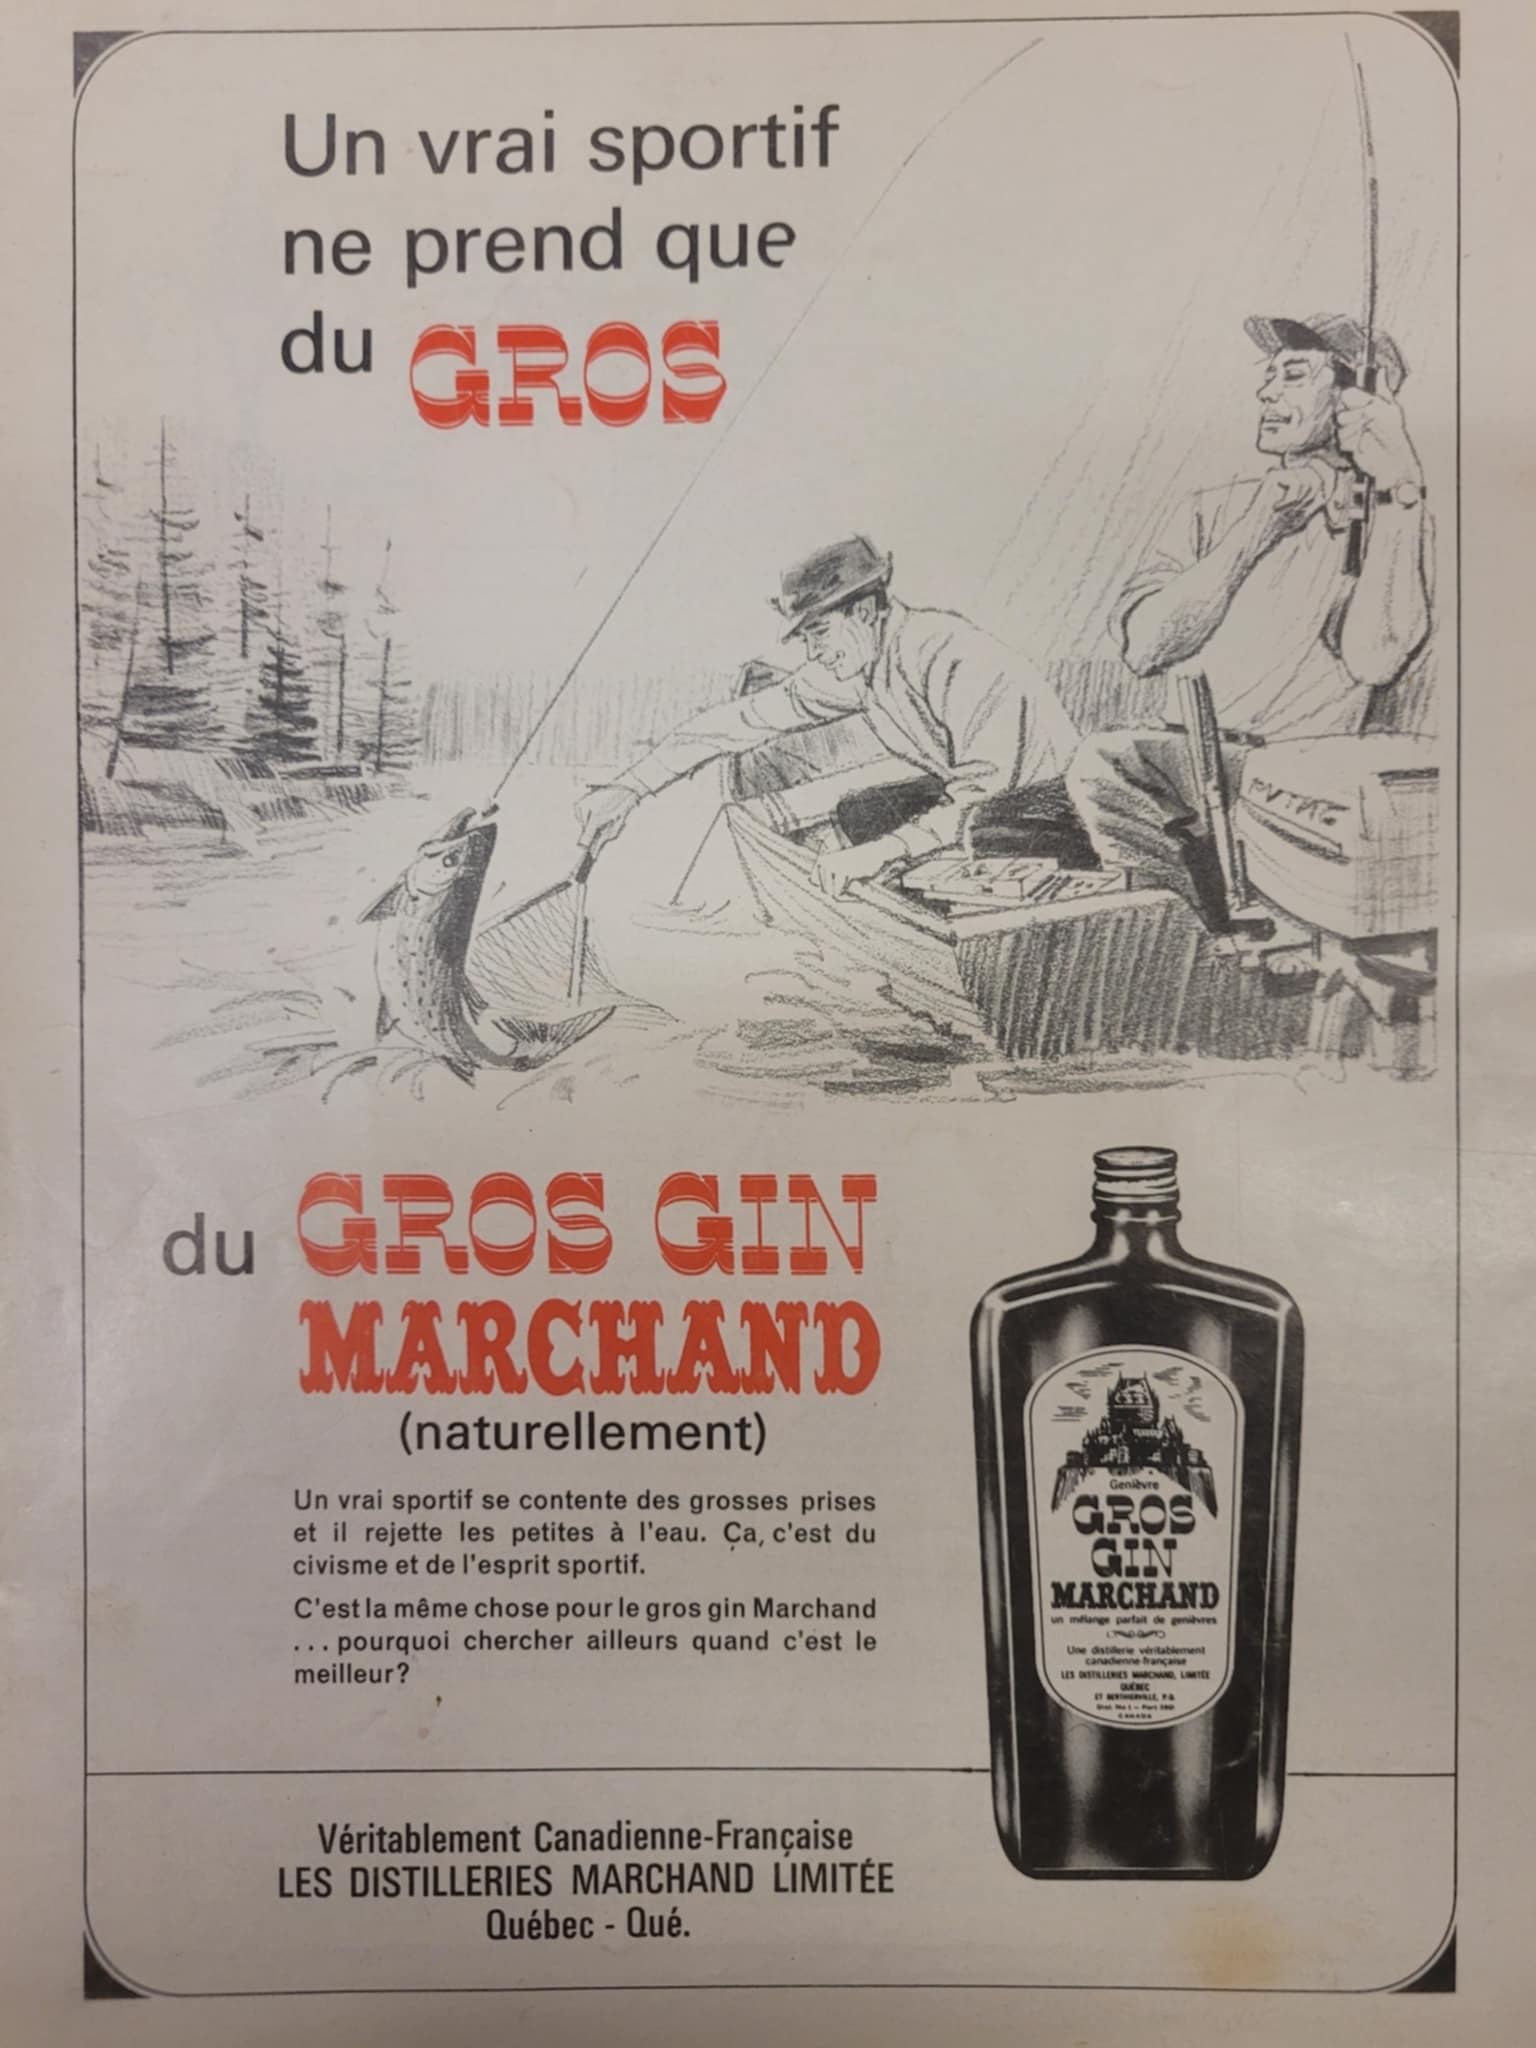 Un vrai sportif
ne prend que
du GROS
du GROS GIN
MARCHAND
(naturellement)
Un vrai sportif se contente des grosses prises
et il rejette les petites à l'eau. Ça, c'est du
civisme et de l'esprit sportif.
C'est la même chose pour le gros gin Marchand
... pourquoi chercher ailleurs quand c'est le
meilleur?
Genièvre
GROS
GIN
MARCHAND
un mélange parfait de genièvres
Une distillerie véritablement
canadienne-française
LES DISTILLERIES MARCHAND, LIMITÉE
QUÉBEC
ET BERTHIERVILLE, P.Q.
CANADA
Véritablement Canadienne-Française
LES DISTILLERIES MARCHAND LIMITÉE
Québec - Qué.